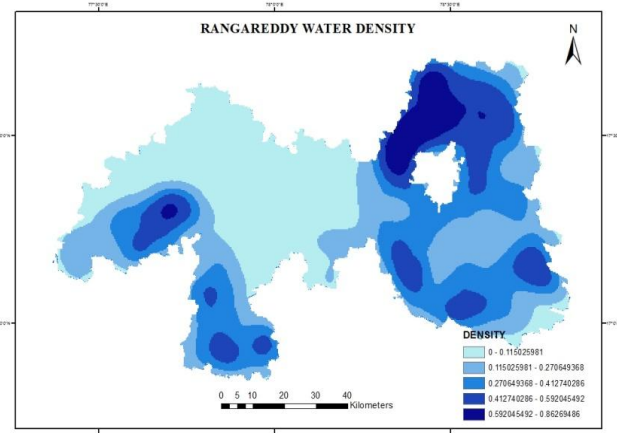 RANGAREDDY WATER DENSITY
N
DENSITY
0 - 0.115025981
0.115025981 - 0.270649368
0.270649368 - 0.412740286
0.412740286 - 0.592045492
0.592045492 - 0.86269486
0 5 10 20 30 40
Kilometers